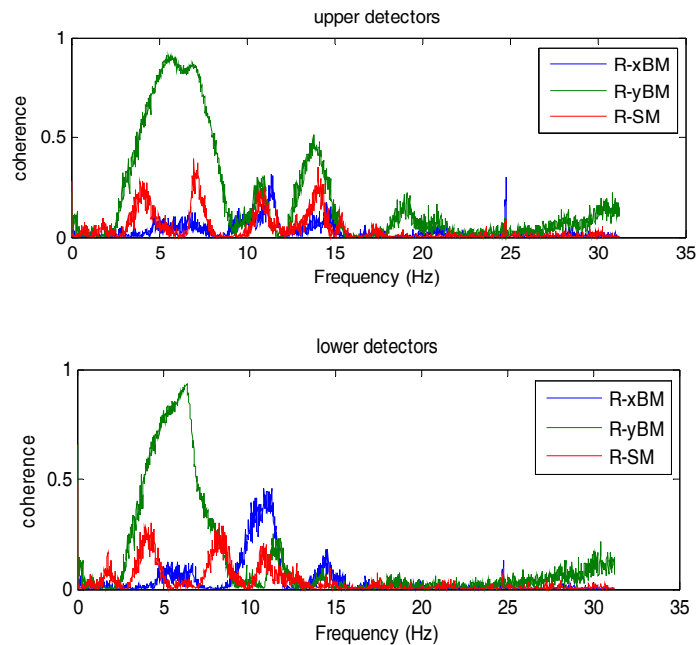 upper detectors
1
0.5
0
coherence
R-xBM
R-yBM
R-SM
0 5 10 15 20 25 30 35
Frequency (Hz)
lower detectors
1
0.5
0
coherence
R-xBM
R-yBM
R-SM
0 5 10 15 20 25 30 35
Frequency (Hz)